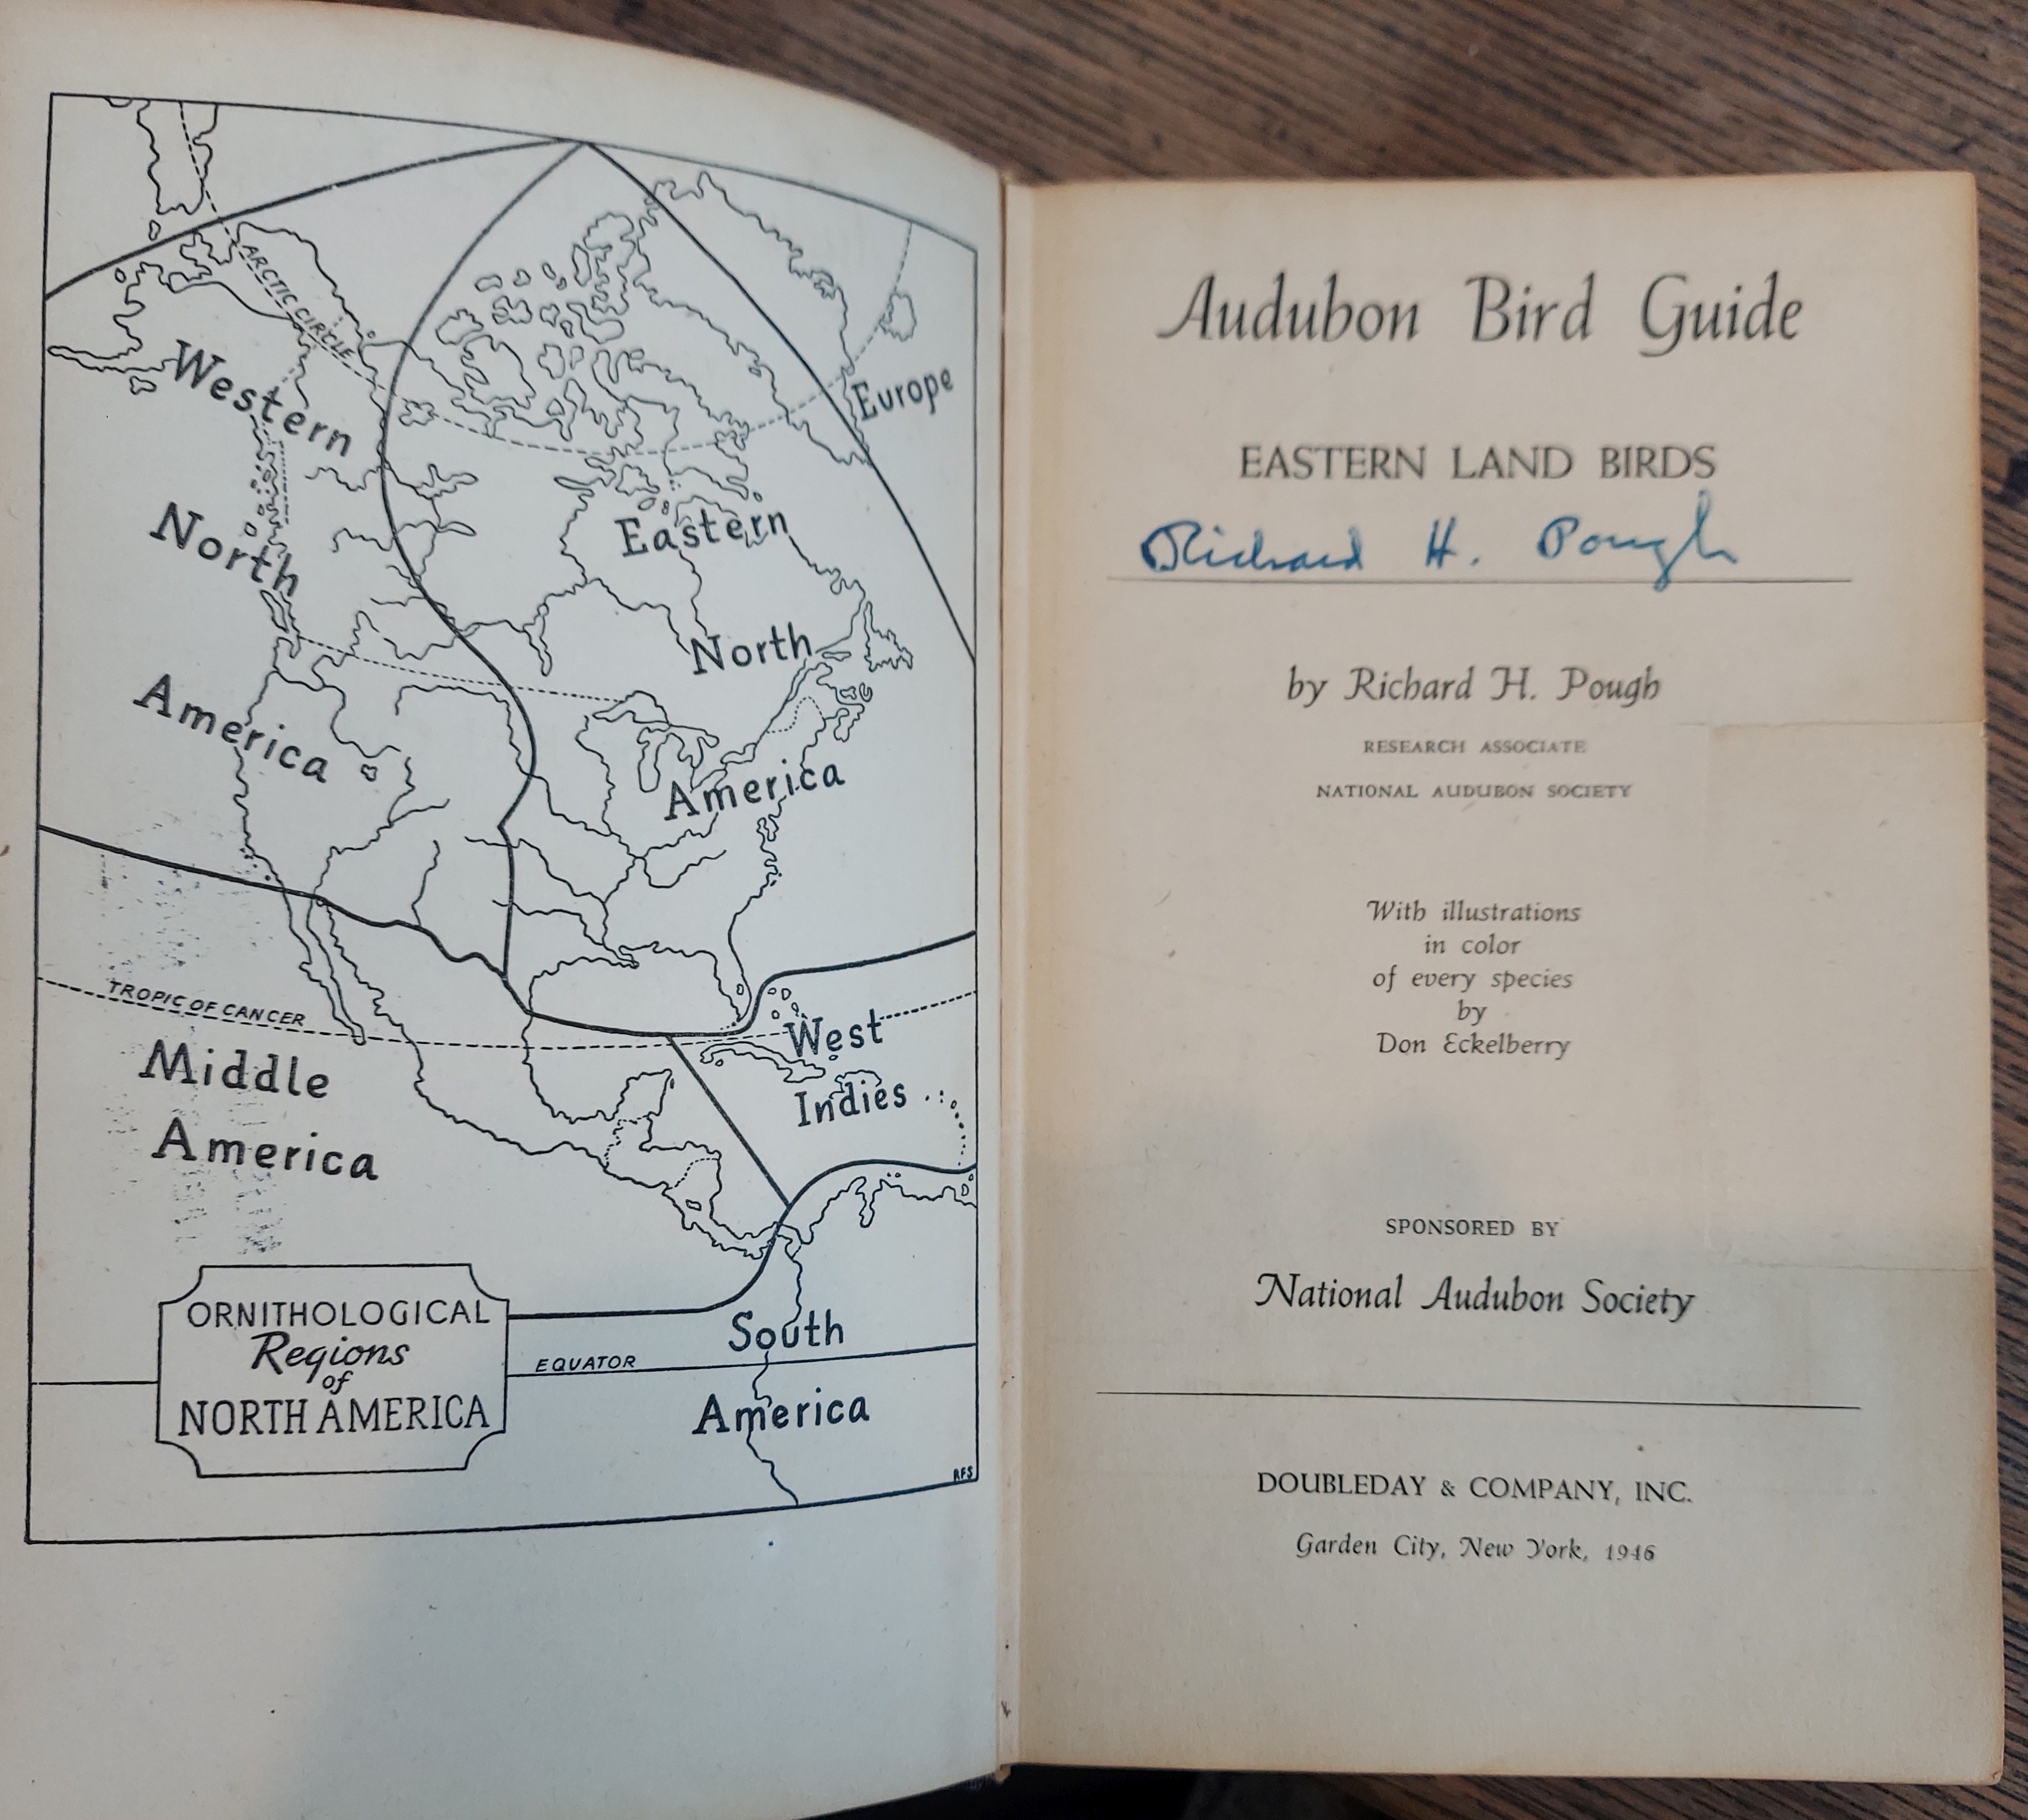 ARCTIC CIRCLE
Western
North
America
Europe
Eastern
North
America
TROPIC OF CANCER
Middle
America
West
Indies
South
America
EQUATOR
ORNITHOLOGICAL
Regions
of
NORTH AMERICA
RFS
Audubon Bird Guide
EASTERN LAND BIRDS
Richard H. Pough
by Richard H. Pough
RESEARCH ASSOCIATE
NATIONAL AUDUBON SOCIETY
With illustrations
in color
of every species
by
Don Eckelberry
SPONSORED BY
National Audubon Society
DOUBLEDAY & COMPANY, INC.
Garden City, New York, 1946